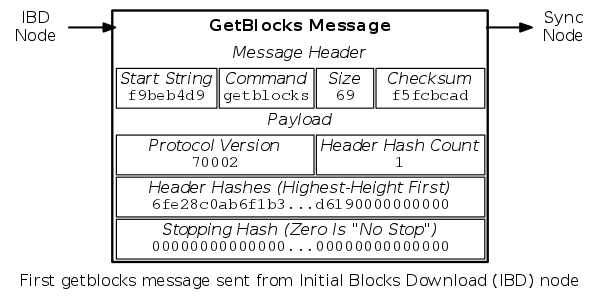 IBD Node
GetBlocks Message
Sync Node
Message Header
Start String Command Size Checksum
f9beb4d9 getblocks 69 f5fcbcad
Payload
Protocol Version Header Hash Count
70002 1
Header Hashes (Highest-Height First)
6fe28c0ab6f1b3...d6190000000000
Stopping Hash (Zero Is "No Stop")
00000000000000...00000000000000
First getblocks message sent from Initial Blocks Download (IBD) node